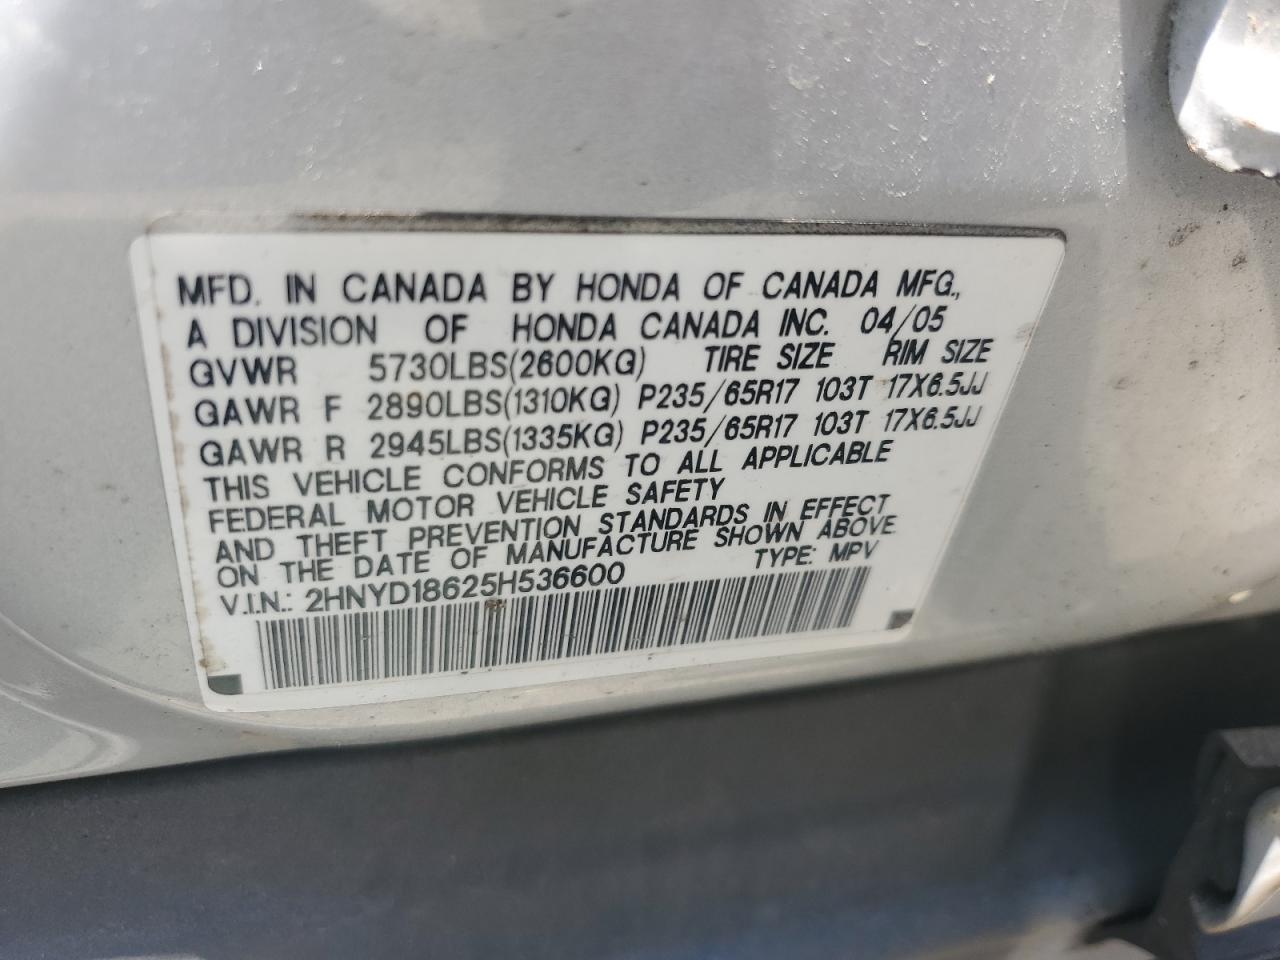 MFD. IN CANADA BY HONDA OF CANADA MFG.,
A DIVISION OF HONDA CANADA INC. 04/05
GVWR 5730LBS(2600KG) TIRE SIZE RIM SIZE
GAWR F 2890LBS(1310KG) P235/65R17 103T 17X6.5JJ
GAWR R 2945LBS(1335KG) P235/65R17 103T 17X6.5JJ
THIS VEHICLE CONFORMS TO ALL APPLICABLE
FEDERAL MOTOR VEHICLE SAFETY
AND THEFT PREVENTION STANDARDS IN EFFECT
ON THE DATE OF MANUFACTURE SHOWN ABOVE
V.I.N.: 2HNYD18625H536600 TYPE: MPV